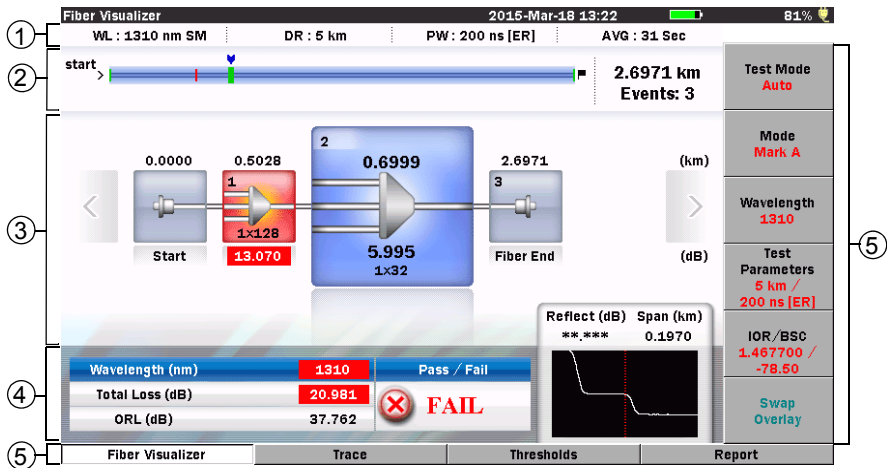 Fiber Visualizer 2015-Mar-18 13:22 81%
① WL : 1310 nm SM DR : 5 km PW : 200 ns [ER] AVG : 31 Sec
② start
2.6971 km
Events: 3
③
0.0000 0.5028 2 0.6999 2.6971 (km)
1 3
1×128
Start 13.070 5.995 Fiber End (dB)
1×32
Reflect (dB) Span (km)
**.*** 0.1970
④
Wavelength (nm) 1310 Pass / Fail
Total Loss (dB) 20.981 FAIL
ORL (dB) 37.762
Test Mode
Auto
Mode
Mark A
Wavelength
1310
Test
Parameters
5 km /
200 ns [ER]
IOR/BSC
1.467700 /
-78.50
Swap
Overlay
⑤
⑤ Fiber Visualizer Trace Thresholds Report